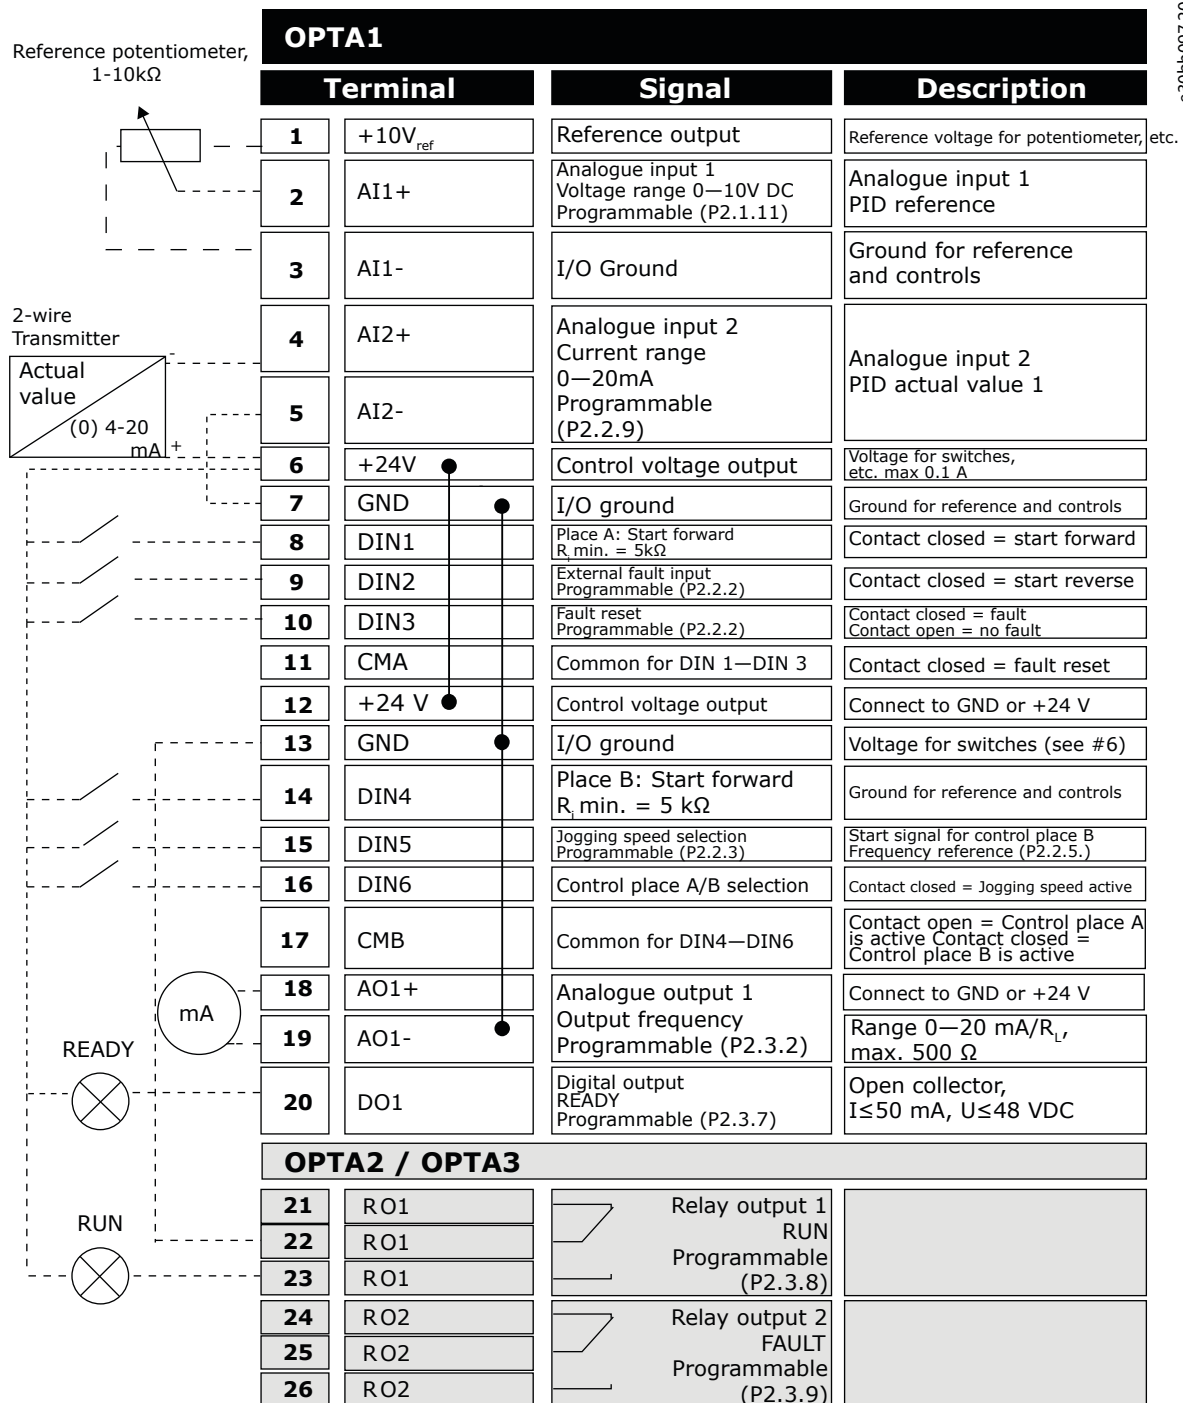 OPTA1
Reference potentiometer,
1-10kΩ
Terminal Signal Description
1 +10Vref Reference output Reference voltage for potentiometer, etc.
2 AI1+
Analogue input 1
Voltage range 0—10V DC
Programmable (P2.1.11)
Analogue input 1
PID reference
3 AI1- I/O Ground
Ground for reference
and controls
2-wire
Transmitter
Actual
value
(0) 4-20
mA
-
+
4 AI2+
5 AI2-
Analogue input 2
Current range
0—20mA
Programmable
(P2.2.9)
Analogue input 2
PID actual value 1
6 +24V Control voltage output
Voltage for switches,
etc. max 0.1 A
7 GND I/O ground Ground for reference and controls
8 DIN1
Place A: Start forward
Ri min. = 5kΩ
Contact closed = start forward
9 DIN2
External fault input
Programmable (P2.2.2)
Contact closed = start reverse
10 DIN3
Fault reset
Programmable (P2.2.2)
Contact closed = fault
Contact open = no fault
11 CMA Common for DIN 1—DIN 3 Contact closed = fault reset
12 +24 V Control voltage output Connect to GND or +24 V
13 GND I/O ground Voltage for switches (see #6)
14 DIN4
Place B: Start forward
Ri min. = 5 kΩ
Ground for reference and controls
15 DIN5
Jogging speed selection
Programmable (P2.2.3)
Start signal for control place B
Frequency reference (P2.2.5.)
16 DIN6 Control place A/B selection Contact closed = Jogging speed active
17 CMB Common for DIN4—DIN6
Contact open = Control place A
is active Contact closed =
Control place B is active
mA
18 AO1+
19 AO1-
Analogue output 1
Output frequency
Programmable (P2.3.2)
Connect to GND or +24 V
Range 0—20 mA/RL,
max. 500 Ω
READY
20 DO1
Digital output
READY
Programmable (P2.3.7)
Open collector,
I≤50 mA, U≤48 VDC
OPTA2 / OPTA3
RUN
21 RO1
22 RO1
23 RO1
Relay output 1
RUN
Programmable
(P2.3.8)
24 RO2
25 RO2
26 RO2
Relay output 2
FAULT
Programmable
(P2.3.9)